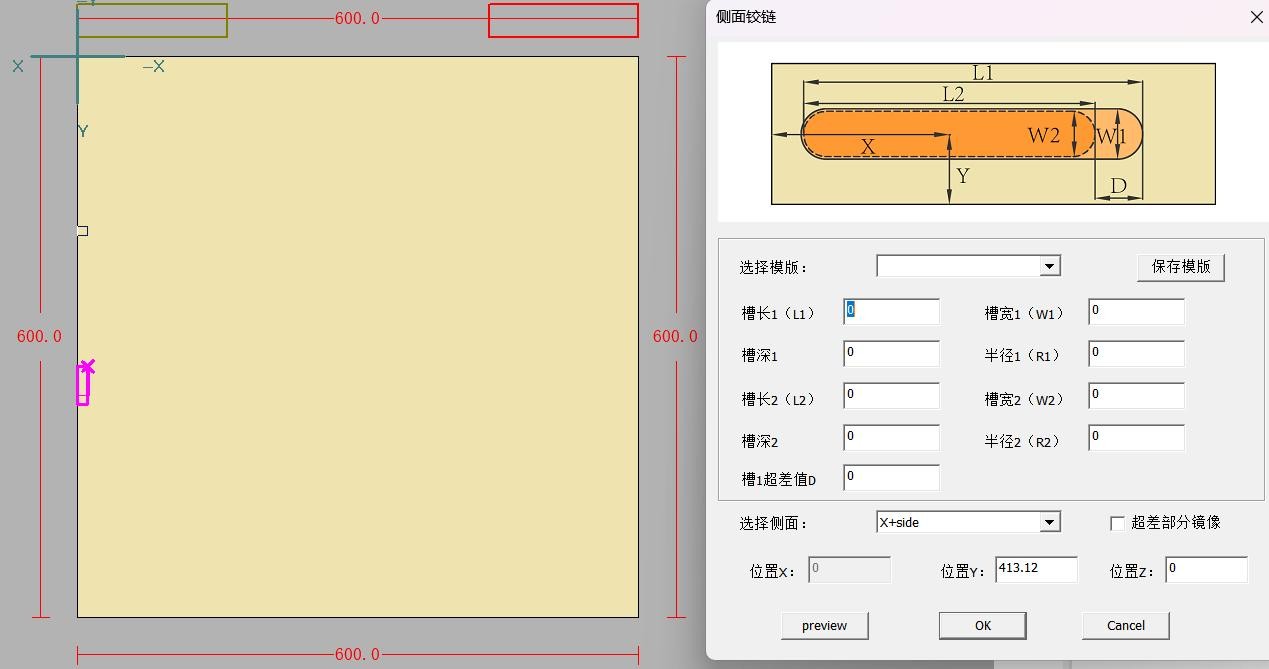 —Y
600.0
X
—X
Y
600.0
600.0
600.0
侧面铰链
L1
L2
W2
W1
X
Y
D
选择模版：
保存模版
槽长1（L1）
0
槽宽1（W1）
0
槽深1
0
半径1（R1）
0
槽长2（L2）
0
槽宽2（W2）
0
槽深2
0
半径2（R2）
0
槽1超差值D
0
选择侧面：
X+side
超差部分镜像
位置X：
0
位置Y：
413.12
位置Z：
0
preview
OK
Cancel